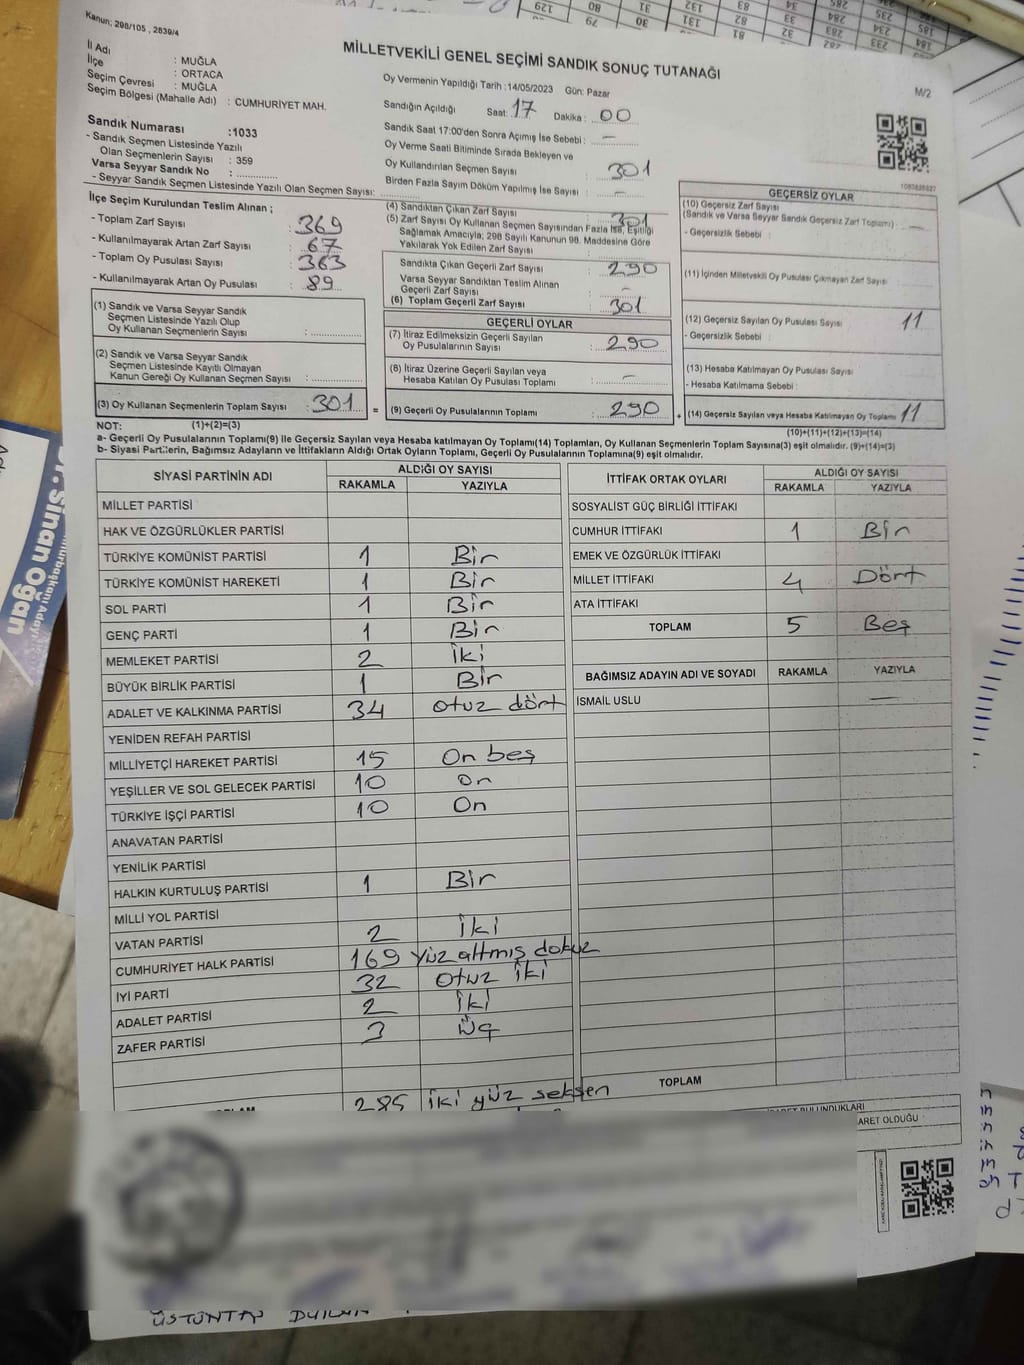 Kanun; 298/105 , 2839/4
MİLLETVEKİLİ GENEL SEÇİMİ SANDIK SONUÇ TUTANAĞI
M/2
İl Adı : MUĞLA
İlçe : ORTACA
Seçim Çevresi : MUĞLA
Seçim Bölgesi (Mahalle Adı) : CUMHURİYET MAH.
Sandık Numarası :1033
- Sandık Seçmen Listesinde Yazılı
Olan Seçmenlerin Sayısı : 359
Varsa Seyyar Sandık No :
- Seyyar Sandık Seçmen Listesinde Yazılı Olan Seçmen Sayısı:
Oy Vermenin Yapıldığı Tarih :14/05/2023 Gün: Pazar
Sandığın Açıldığı Saat: 17 Dakika : 00
Sandık Saat 17:00'den Sonra Açımış İse Sebebi : —
Oy Verme Saati Bitiminde Sırada Bekleyen ve
Oy Kullandırılan Seçmen Sayısı : 301
Birden Fazla Sayım Döküm Yapılmış İse Sayısı : —
İlçe Seçim Kurulundan Teslim Alınan ;
- Toplam Zarf Sayısı : 369
- Kullanılmayarak Artan Zarf Sayısı : 67
- Toplam Oy Pusulası Sayısı : 363
- Kullanılmayarak Artan Oy Pusulası : 89
(1) Sandık ve Varsa Seyyar Sandık
Seçmen Listesinde Yazılı Olup
Oy Kullanan Seçmenlerin Sayısı :
(2) Sandık ve Varsa Seyyar Sandık
Seçmen Listesinde Kayıtlı Olmayan
Kanun Gereği Oy Kullanan Seçmen Sayısı :
(3) Oy Kullanan Seçmenlerin Toplam Sayısı : 301 =
(4) Sandıktan Çıkan Zarf Sayısı : 301
(5) Zarf Sayısı Oy Kullanan Seçmen Sayısından Fazla İse, Eşitliği
Sağlamak Amacıyla; 298 Sayılı Kanunun 98. Maddesine Göre
Yakılarak Yok Edilen Zarf Sayısı :
Sandıkta Çıkan Geçerli Zarf Sayısı : 290
Varsa Seyyar Sandıktan Teslim Alınan
Geçerli Zarf Sayısı : —
(6) Toplam Geçerli Zarf Sayısı : 301
GEÇERLİ OYLAR
(7) İtiraz Edilmeksizin Geçerli Sayılan
Oy Pusulalarının Sayısı : 290
(8) İtiraz Üzerine Geçerli Sayılan veya
Hesaba Katılan Oy Pusulası Toplamı : —
(9) Geçerli Oy Pusulalarının Toplamı : 290 +
1083828827
GEÇERSİZ OYLAR
(10) Geçersiz Zarf Sayısı
(Sandık ve Varsa Seyyar Sandık Geçersiz Zarf Toplamı) : —
- Geçersizlik Sebebi :
(11) İçinden Milletvekili Oy Pusulası Çıkmayan Zarf Sayısı :
(12) Geçersiz Sayılan Oy Pusulası Sayısı : 11
- Geçersizlik Sebebi :
(13) Hesaba Katılmayan Oy Pusulası Sayısı :
- Hesaba Katılmama Sebebi :
(14) Geçersiz Sayılan veya Hesaba Katılmayan Oy Toplamı : 11
NOT: (1)+(2)=(3) (10)+(11)+(12)+(13)=(14)
a- Geçerli Oy Pusulalarının Toplamı(9) İle Geçersiz Sayılan veya Hesaba katılmayan Oy Toplamı(14) Toplamları, Oy Kullanan Seçmenlerin Toplam Sayısına(3) eşit olmalıdır. (9)+(14)=(3)
b- Siyasi Partilerin, Bağımsız Adayların ve İttifakların Aldığı Ortak Oyların Toplamı, Geçerli Oy Pusulalarının Toplamına(9) eşit olmalıdır.
SİYASİ PARTİNİN ADI ALDIĞI OY SAYISI
RAKAMLA YAZIYLA
MİLLET PARTİSİ
HAK VE ÖZGÜRLÜKLER PARTİSİ
TÜRKİYE KOMÜNİST PARTİSİ 1 Bir
TÜRKİYE KOMÜNİST HAREKETİ 1 Bir
SOL PARTİ 1 Bir
GENÇ PARTİ 1 Bir
MEMLEKET PARTİSİ 2 iki
BÜYÜK BİRLİK PARTİSİ 1 Bir
ADALET VE KALKINMA PARTİSİ 34 otuz dört
YENİDEN REFAH PARTİSİ
MİLLİYETÇİ HAREKET PARTİSİ 15 On beş
YEŞİLLER VE SOL GELECEK PARTİSİ 10 on
TÜRKİYE İŞÇİ PARTİSİ 10 On
ANAVATAN PARTİSİ
YENİLİK PARTİSİ
HALKIN KURTULUŞ PARTİSİ 1 Bir
MİLLİ YOL PARTİSİ
VATAN PARTİSİ 2 iki
CUMHURİYET HALK PARTİSİ 169 Yüz altmış dokuz
İYİ PARTİ 32 otuz iki
ADALET PARTİSİ 2 iki
ZAFER PARTİSİ 3 üç
285 iki yüz seksen
İTTİFAK ORTAK OYLARI ALDIĞI OY SAYISI
RAKAMLA YAZIYLA
SOSYALİST GÜÇ BİRLİĞİ İTTİFAKI
CUMHUR İTTİFAKI 1 Bir
EMEK VE ÖZGÜRLÜK İTTİFAKI
MİLLET İTTİFAKI 4 Dört
ATA İTTİFAKI
TOPLAM 5 Beş
BAĞIMSIZ ADAYIN ADI VE SOYADI RAKAMLA YAZIYLA
İSMAİL USLU —
TOPLAM
BULUNDUKLARI
ARET OLDUĞU
Sinan Oğan